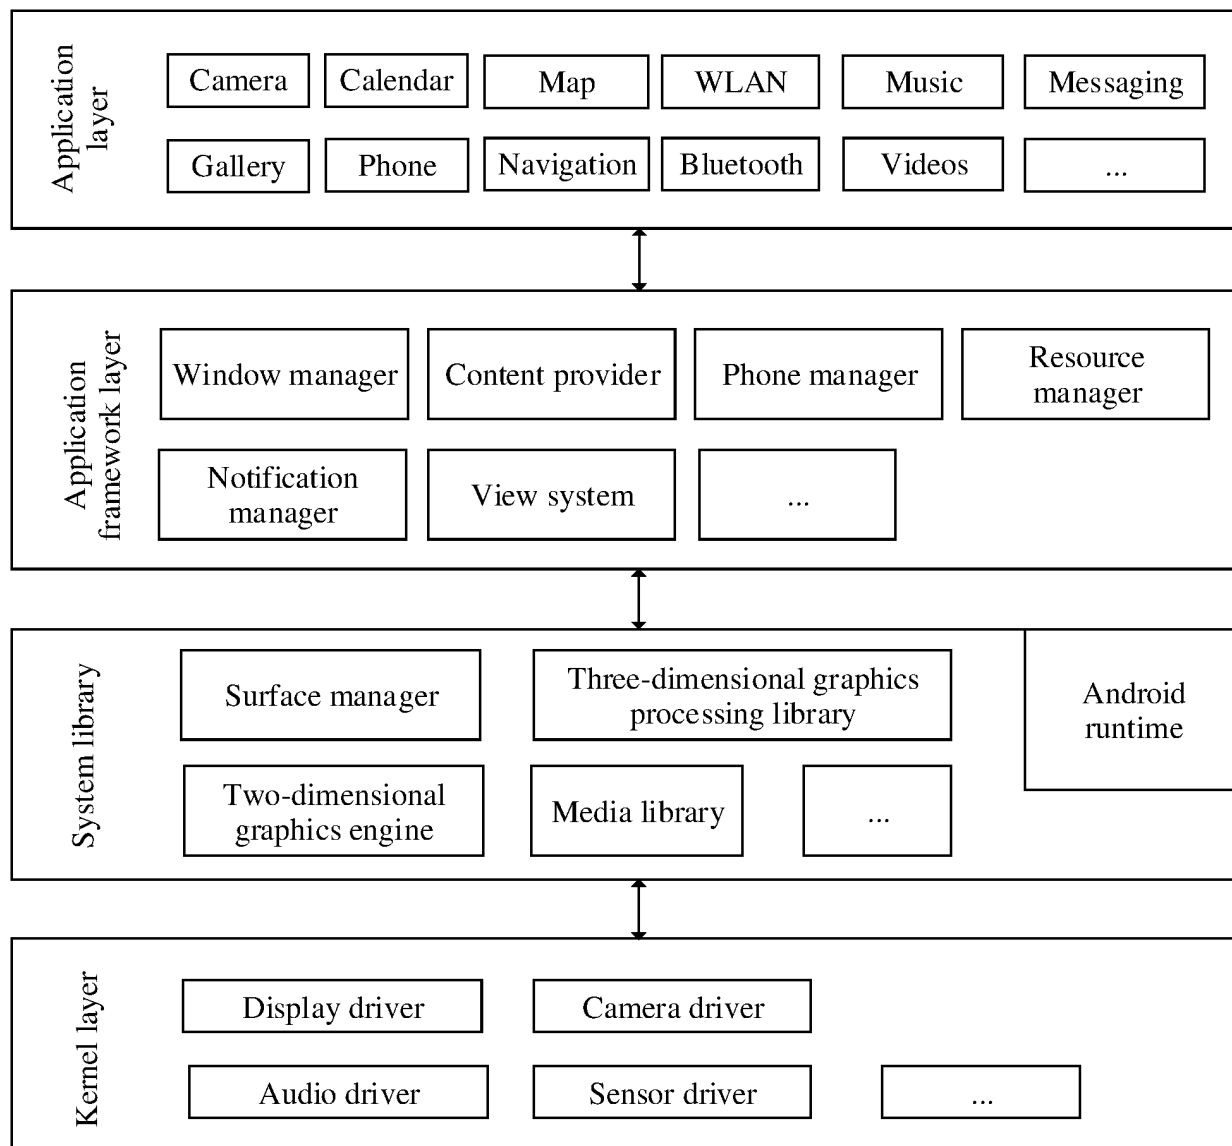 Application
layer
Camera
Calendar
Map
WLAN
Music
Messaging
Gallery
Phone
Navigation
Bluetooth
Videos
...
Application
framework layer
Window manager
Content provider
Phone manager
Resource
manager
Notification
manager
View system
...
System library
Surface manager
Three-dimensional graphics
processing library
Android
runtime
Two-dimensional
graphics engine
Media library
...
Kernel layer
Display driver
Camera driver
Audio driver
Sensor driver
...